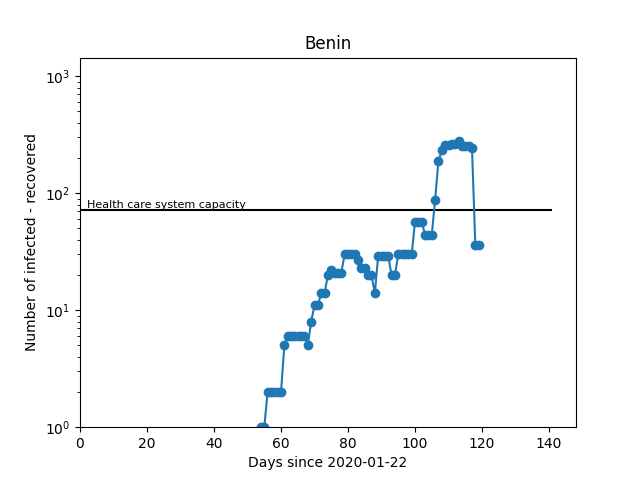 Benin
Number of infected - recovered
10³
10²
10¹
10⁰
Health care system capacity
0 20 40 60 80 100 120 140
Days since 2020-01-22